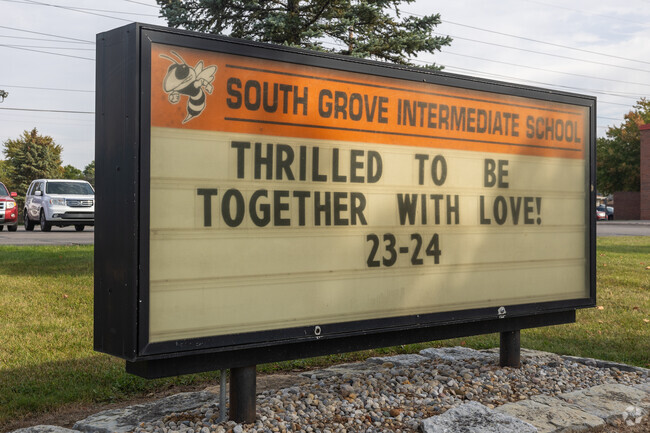 SOUTH GROVE INTERMEDIATE SCHOOL
THRILLED TO BE
TOGETHER WITH LOVE!
23-24